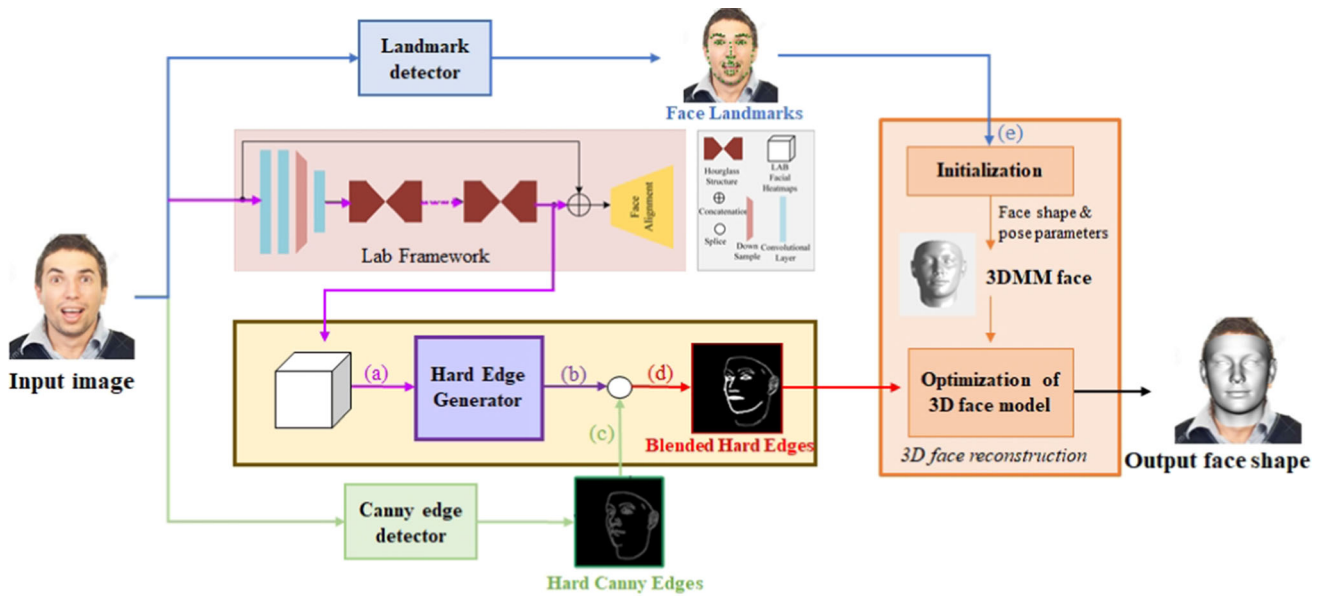 Landmark
detector
Face Landmarks
(e)
Initialization
Face shape &
pose parameters
3DMM face
Optimization of
3D face model
3D face reconstruction
Output face shape
Input image
Face
Alignment
Lab Framework
Hourglass
Structure
LAB
Facial
Heatmaps
Concatenation
Splice
Down
Sample
Convolutional
Layer
(a)
Hard Edge
Generator
(b)
(c)
(d)
Blended Hard Edges
Canny edge
detector
Hard Canny Edges